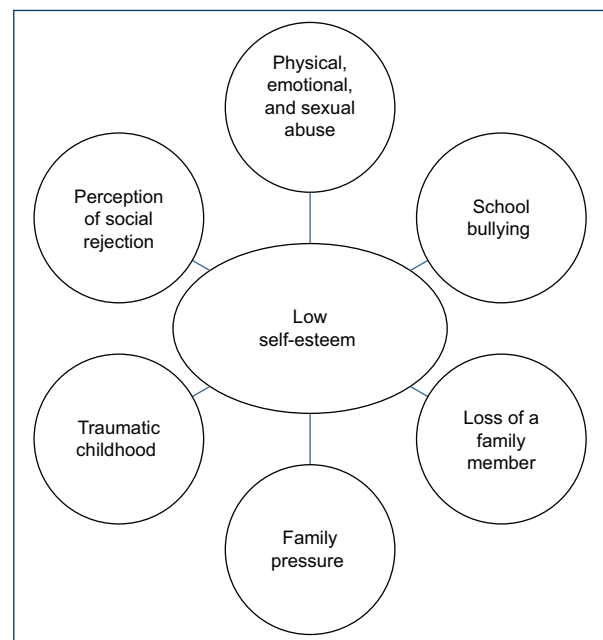 Physical,
emotional,
and sexual
abuse
Perception
of social
rejection
School
bullying
Low
self-esteem
Traumatic
childhood
Loss of a
family
member
Family
pressure